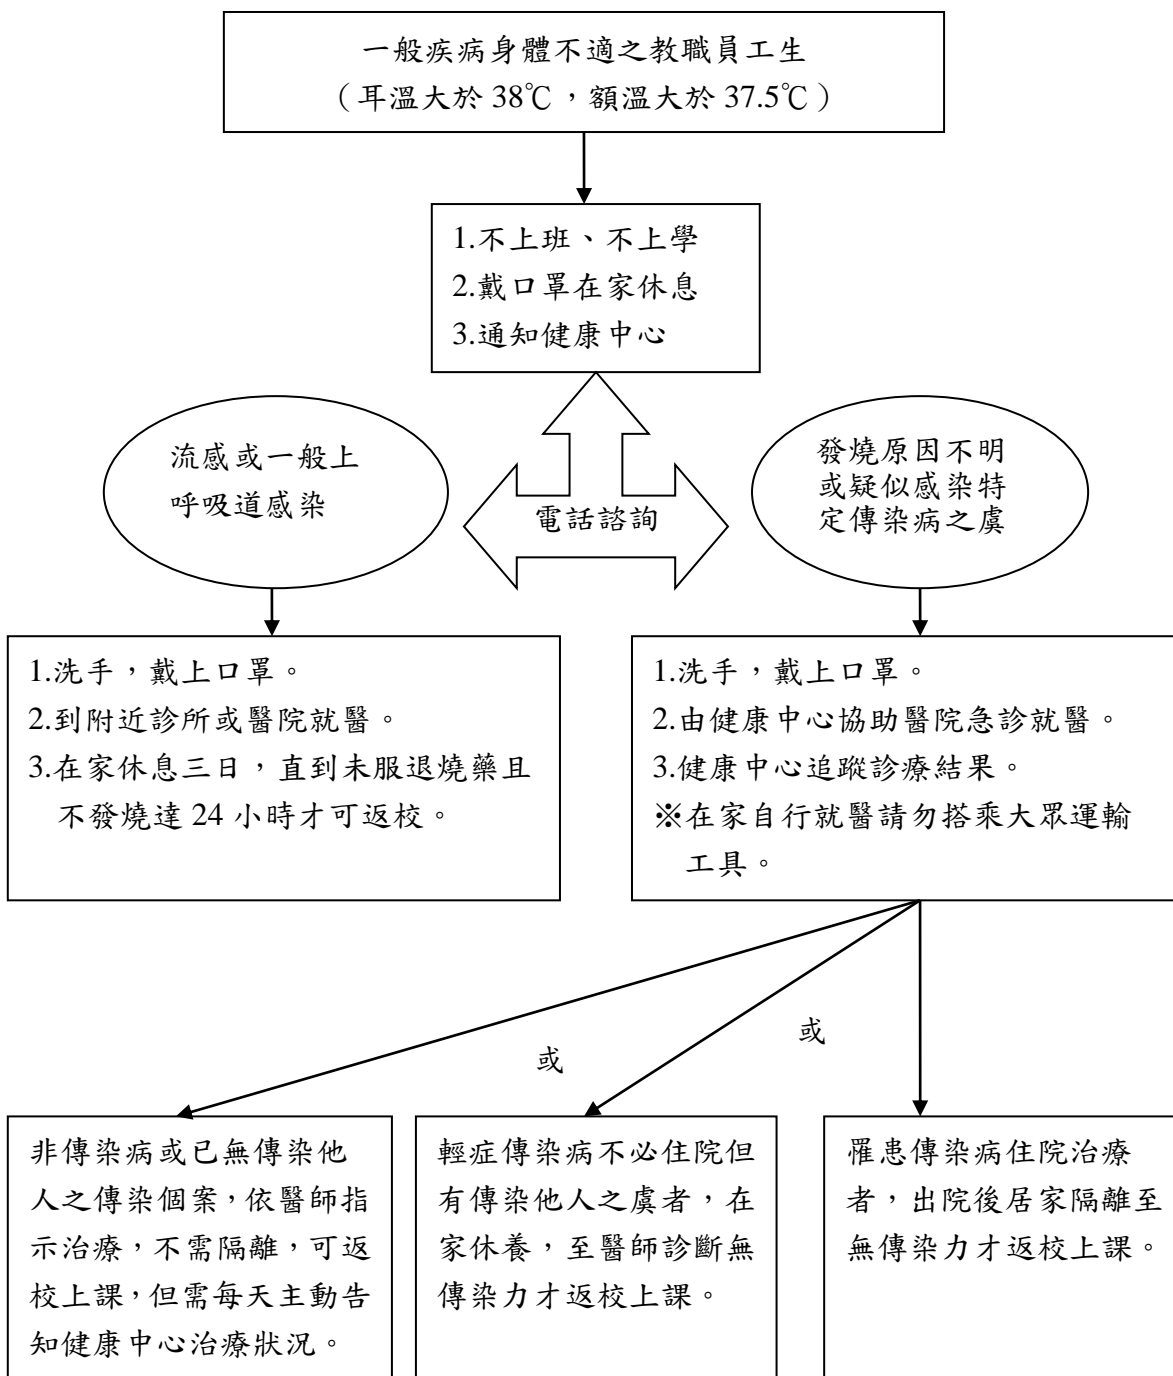 一般疾病身體不適之教職員工生
（耳溫大於 38℃，額溫大於 37.5℃）
1.不上班、不上學
2.戴口罩在家休息
3.通知健康中心
流感或一般上
呼吸道感染
電話諮詢
發燒原因不明
或疑似感染特
定傳染病之虞
1.洗手，戴上口罩。
2.到附近診所或醫院就醫。
3.在家休息三日，直到未服退燒藥且
不發燒達 24 小時才可返校。
1.洗手，戴上口罩。
2.由健康中心協助醫院急診就醫。
3.健康中心追蹤診療結果。
※在家自行就醫請勿搭乘大眾運輸
工具。
或
或
非傳染病或已無傳染他
人之傳染個案，依醫師指
示治療，不需隔離，可返
校上課，但需每天主動告
知健康中心治療狀況。
輕症傳染病不必住院但
有傳染他人之虞者，在
家休養，至醫師診斷無
傳染力才返校上課。
罹患傳染病住院治療
者，出院後居家隔離至
無傳染力才返校上課。